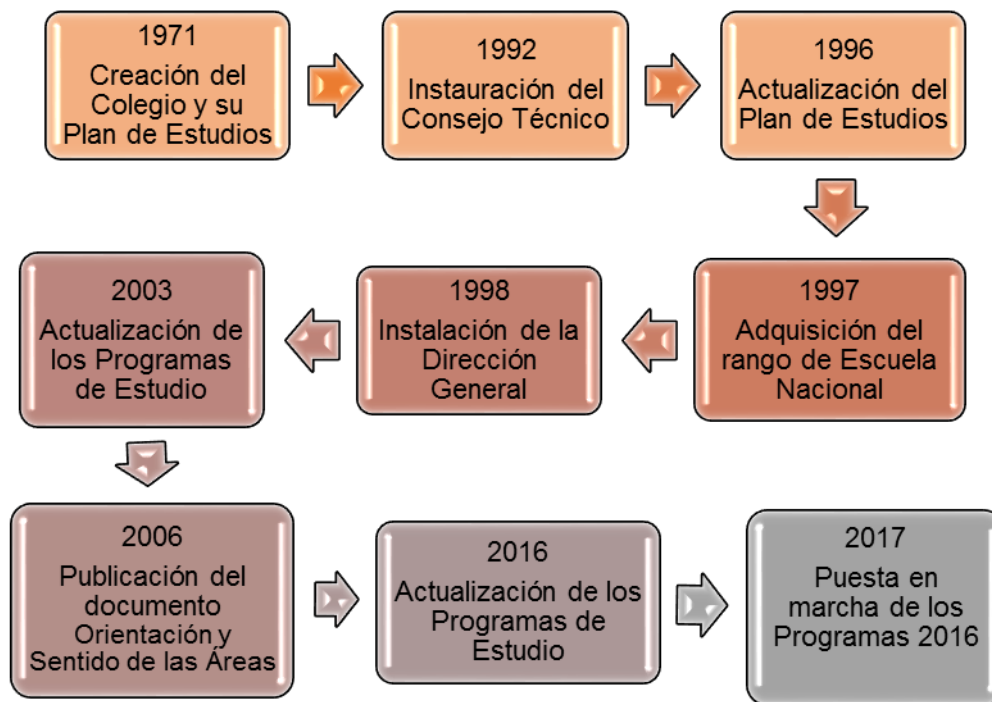 1971
Creación del
Colegio y su
Plan de Estudios
1992
Instauración del
Consejo Técnico
1996
Actualización del
Plan de Estudios
1997
Adquisición del
rango de Escuela
Nacional
1998
Instalación de la
Dirección
General
2003
Actualización de
los Programas
de Estudio
2006
Publicación del
documento
Orientación y
Sentido de las Áreas
2016
Actualización de los
Programas de
Estudio
2017
Puesta en
marcha de los
Programas 2016